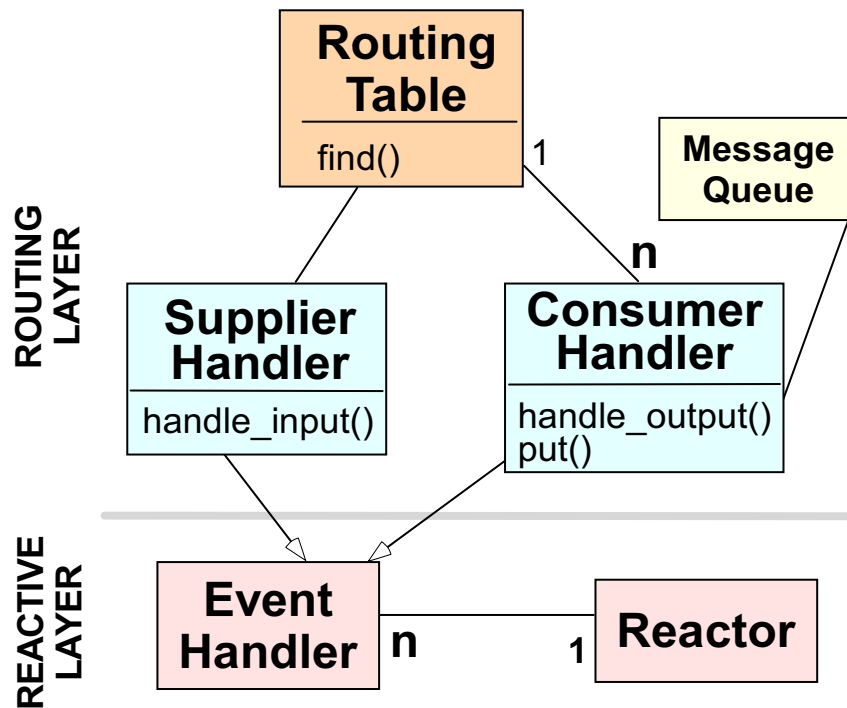 Routing
Table
find()
1
n
Message
Queue
ROUTING
LAYER
Supplier
Handler
handle_input()
Consumer
Handler
handle_output()
put()
REACTIVE
LAYER
Event
Handler
n
1
Reactor